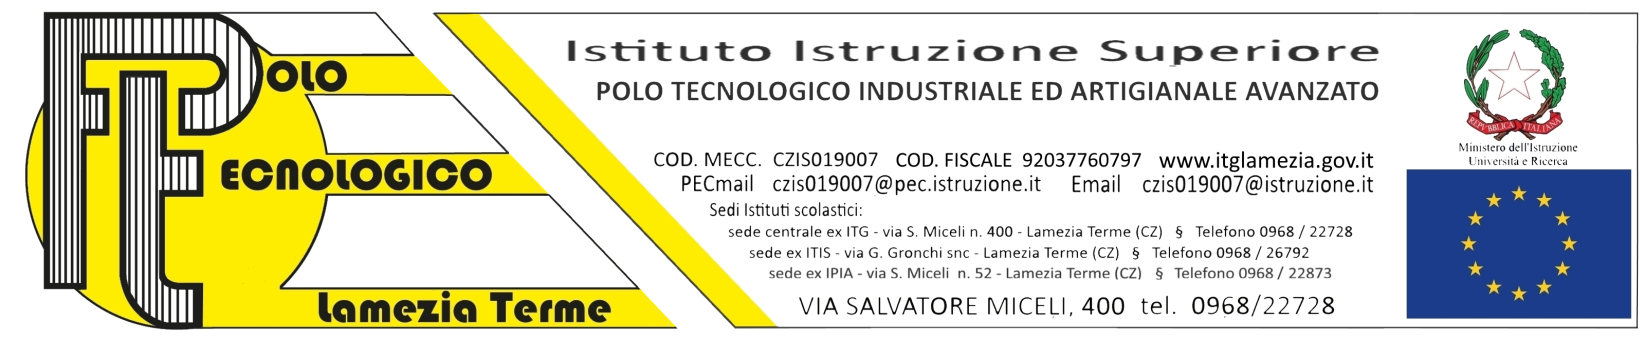 POLO
TECNOLOGICO
Lamezia Terme
Istituto Istruzione Superiore
POLO TECNOLOGICO INDUSTRIALE ED ARTIGIANALE AVANZATO
COD. MECC. CZIS019007 COD. FISCALE 92037760797 www.itglamezia.gov.it
PECmail czis019007@pec.istruzione.it Email czis019007@istruzione.it
Sedi Istituti scolastici:
sede centrale ex ITG - via S. Miceli n. 400 - Lamezia Terme (CZ) § Telefono 0968 / 22728
sede ex ITIS - via G. Gronchi snc - Lamezia Terme (CZ) § Telefono 0968 / 26792
sede ex IPIA - via S. Miceli n. 52 - Lamezia Terme (CZ) § Telefono 0968 / 22873
VIA SALVATORE MICELI, 400 tel. 0968/22728
REPVBBLICA ITALIANA
Ministero dell'Istruzione
Università e Ricerca